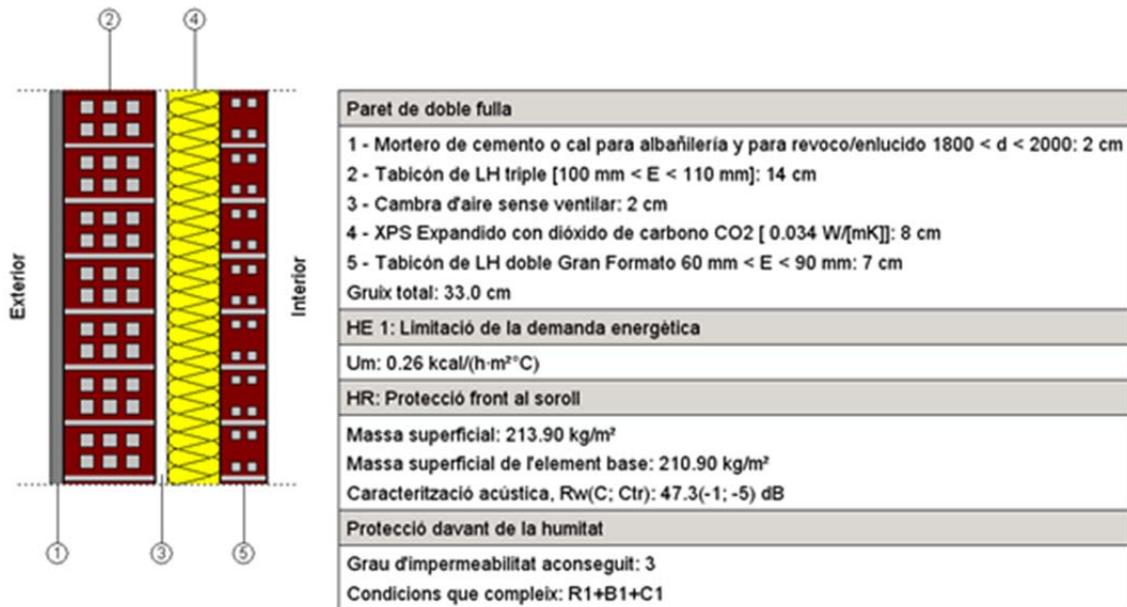 2
4
Exterior
Interior
1
3
5
Paret de doble fulla
1 - Mortero de cemento o cal para albañilería y para revoco/enlucido 1800 < d < 2000: 2 cm
2 - Tabicón de LH triple [100 mm < E < 110 mm]: 14 cm
3 - Cambra d'aire sense ventilar: 2 cm
4 - XPS Expandido con dióxido de carbono CO2 [ 0.034 W/[mK]]: 8 cm
5 - Tabicón de LH doble Gran Formato 60 mm < E < 90 mm: 7 cm
Gruix total: 33.0 cm
HE 1: Limitació de la demanda energètica
Um: 0.26 kcal/(h·m²°C)
HR: Protecció front al soroll
Massa superficial: 213.90 kg/m²
Massa superficial de l'element base: 210.90 kg/m²
Caracterització acústica, Rw(C; Ctr): 47.3(-1; -5) dB
Protecció davant de la humitat
Grau d'impermeabilitat aconseguit: 3
Condicions que compleix: R1+B1+C1